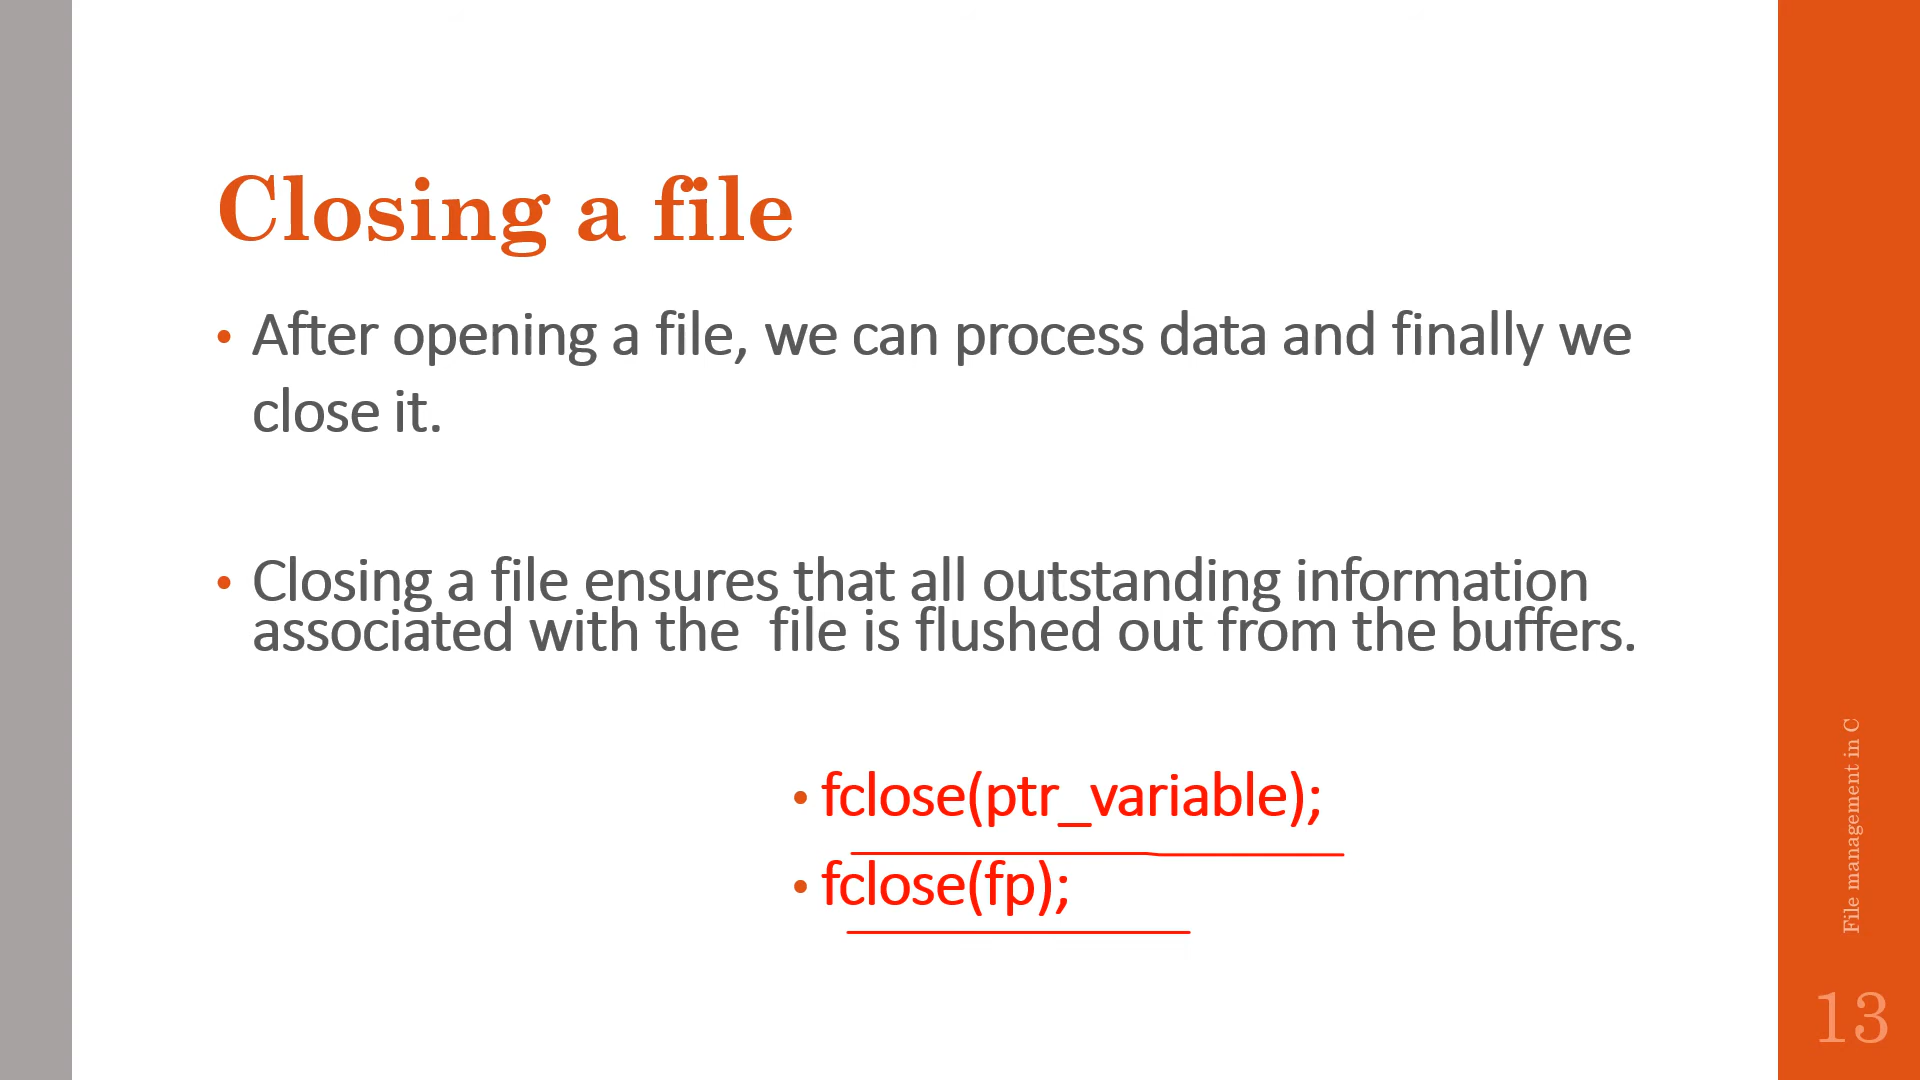 Closing a file
• After opening a file, we can process data and finally we
close it.
• Closing a file ensures that all outstanding information
associated with the  file is flushed out from the buffers.
• fclose(ptr_variable);
• fclose(fp);
File management in C
13